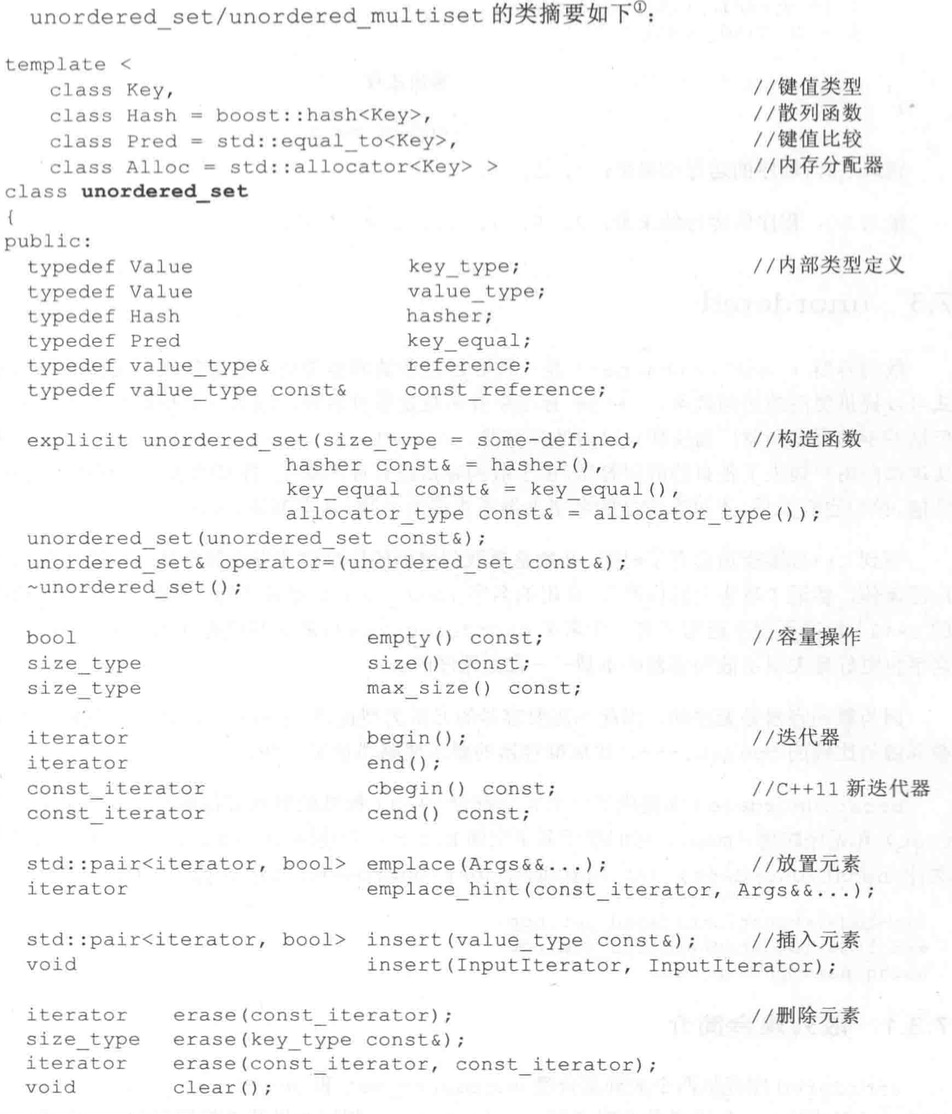 unordered_set/unordered_multiset 的类摘要如下①:
template <
class Key, //键值类型
class Hash = boost::hash<Key>, //散列函数
class Pred = std::equal_to<Key>, //键值比较
class Alloc = std::allocator<Key> > //内存分配器
class unordered_set
{
public:
typedef Value key_type; //内部类型定义
typedef Value value_type;
typedef Hash hasher;
typedef Pred key_equal;
typedef value_type& reference;
typedef value_type const& const_reference;
explicit unordered_set(size_type = some-defined, //构造函数
hasher const& = hasher(),
key_equal const& = key_equal(),
allocator_type const& = allocator_type());
unordered_set(unordered_set const&);
unordered_set& operator=(unordered_set const&);
~unordered_set();
bool empty() const; //容量操作
size_type size() const;
size_type max_size() const;
iterator begin(); //迭代器
iterator end();
const_iterator cbegin() const; //C++11 新迭代器
const_iterator cend() const;
std::pair<iterator, bool> emplace(Args&&...); //放置元素
iterator emplace_hint(const_iterator, Args&&...);
std::pair<iterator, bool> insert(value_type const&); //插入元素
void insert(InputIterator, InputIterator);
iterator erase(const_iterator); //删除元素
size_type erase(key_type const&);
iterator erase(const_iterator, const_iterator);
void clear();